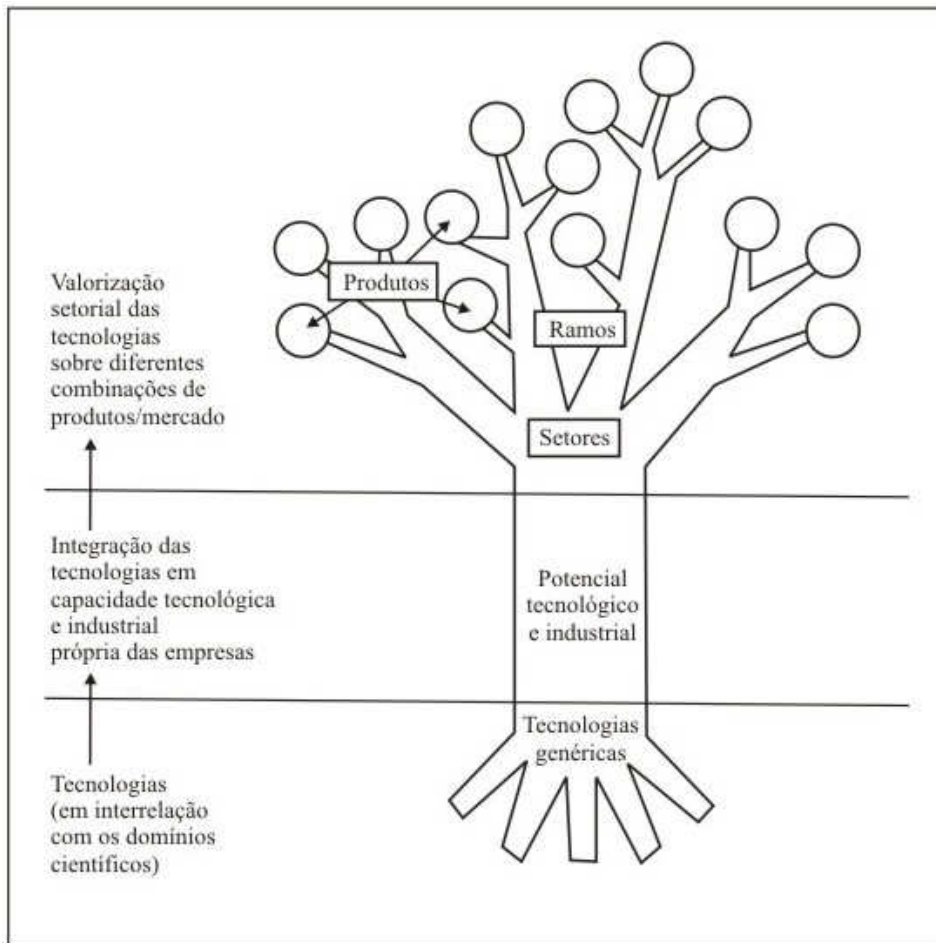 Valorização
setorial das
tecnologias
sobre diferentes
combinações de
produtos/mercado
Produtos
Ramos
Setores
Integração das
tecnologias em
capacidade tecnológica
e industrial
própria das empresas
Potencial
tecnológico
e industrial
Tecnologias
genéricas
Tecnologias
(em interrelação
com os domínios
científicos)